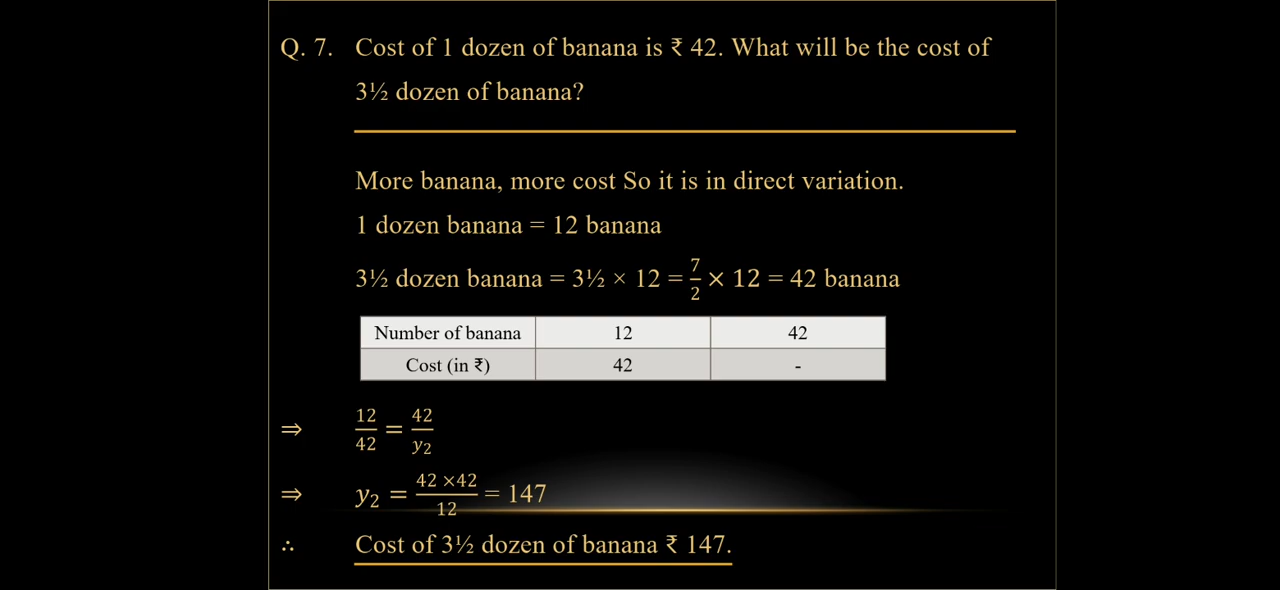 Q. 7. Cost of 1 dozen of banana is ₹ 42. What will be the cost of
3½ dozen of banana?
More banana, more cost So it is in direct variation.
1 dozen banana = 12 banana
3½ dozen banana = 3½ × 12 = 7/2 × 12 = 42 banana
Number of banana 12 42
Cost (in ₹) 42 -
⇒ 12/42 = 42/y₂
⇒ y₂ = 42 ×42/12 = 147
∴ Cost of 3½ dozen of banana ₹ 147.